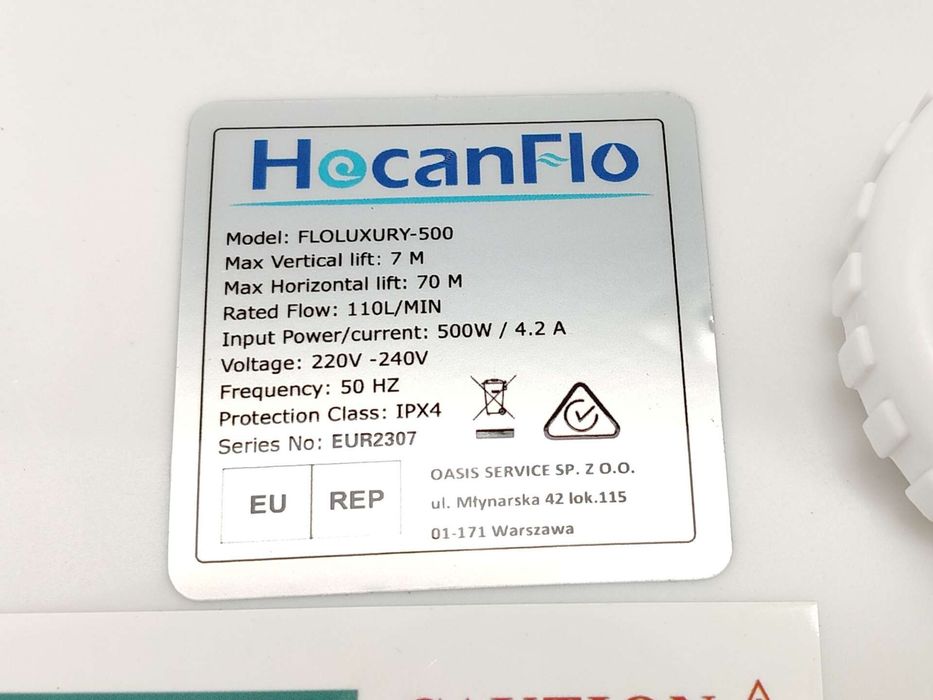 HocanFlo
Model: FLOLUXURY-500
Max Vertical lift: 7 M
Max Horizontal lift: 70 M
Rated Flow: 110L/MIN
Input Power/current: 500W / 4.2 A
Voltage: 220V -240V
Frequency: 50 HZ
Protection Class: IPX4
Series No: EUR2307
EU REP
OASIS SERVICE SP. Z O.O.
ul. Młynarska 42 lok.115
01-171 Warszawa
CAUTION